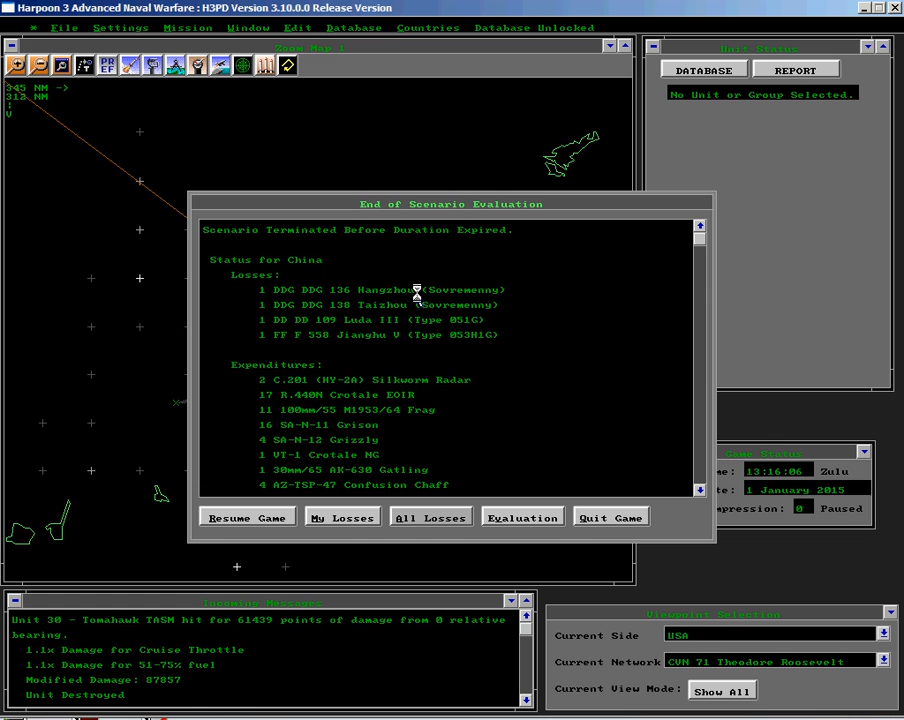 Harpoon 3 Advanced Naval Warfare : H3PD Version 3.10.0.0 Release Version
* File Settings Mission Window Edit Database Countries Database Unlocked
Zoom Map 1
PR
EF
345 NM ->
312 NM
|
V
Unit Status
DATABASE REPORT
No Unit or Group Selected.
End of Scenario Evaluation
Scenario Terminated Before Duration Expired.
Status for China
Losses:
1 DDG DDG 136 Hangzhou (Sovremenny)
1 DDG DDG 138 Taizhou (Sovremenny)
1 DD DD 109 Luda III (Type 051G)
1 FF F 558 Jianghu V (Type 053H1G)
Expenditures:
2 C.201 (HY-2A) Silkworm Radar
17 R.440N Crotale EOIR
11 100mm/55 M1953/64 Frag
16 SA-N-11 Grison
4 SA-N-12 Grizzly
1 VT-1 Crotale NG
1 30mm/65 AK-630 Gatling
4 AZ-TSP-47 Confusion Chaff
Resume Game My Losses All Losses Evaluation Quit Game
Game Status
me: 13:16:06 Zulu
te: 1 January 2015
mpression: 0 Paused
Incoming Messages
Unit 30 - Tomahawk TASM hit for 61439 points of damage from 0 relative
bearing.
1.1x Damage for Cruise Throttle
1.1x Damage for 51-75% fuel
Modified Damage: 87857
Unit Destroyed
Viewpoint Selection
Current Side USA
Current Network CVN 71 Theodore Roosevelt
Current View Mode: Show All